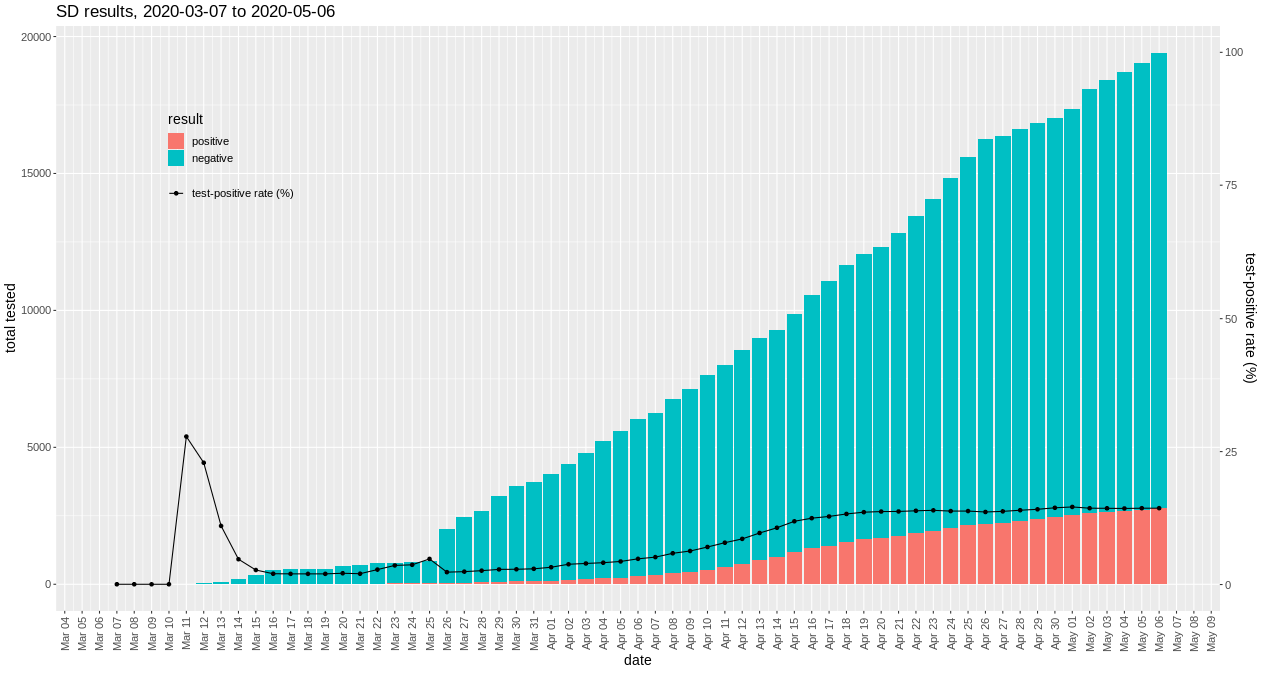 SD results, 2020-03-07 to 2020-05-06
20000
15000
10000
5000
0
total tested
result
positive
negative
test-positive rate (%)
100
75
50
25
0
test-positive rate (%)
Mar 04
Mar 05
Mar 06
Mar 07
Mar 08
Mar 09
Mar 10
Mar 11
Mar 12
Mar 13
Mar 14
Mar 15
Mar 16
Mar 17
Mar 18
Mar 19
Mar 20
Mar 21
Mar 22
Mar 23
Mar 24
Mar 25
Mar 26
Mar 27
Mar 28
Mar 29
Mar 30
Mar 31
Apr 01
Apr 02
Apr 03
Apr 04
Apr 05
Apr 06
Apr 07
Apr 08
Apr 09
Apr 10
Apr 11
Apr 12
Apr 13
Apr 14
Apr 15
Apr 16
Apr 17
Apr 18
Apr 19
Apr 20
Apr 21
Apr 22
Apr 23
Apr 24
Apr 25
Apr 26
Apr 27
Apr 28
Apr 29
Apr 30
May 01
May 02
May 03
May 04
May 05
May 06
May 07
May 08
May 09
date